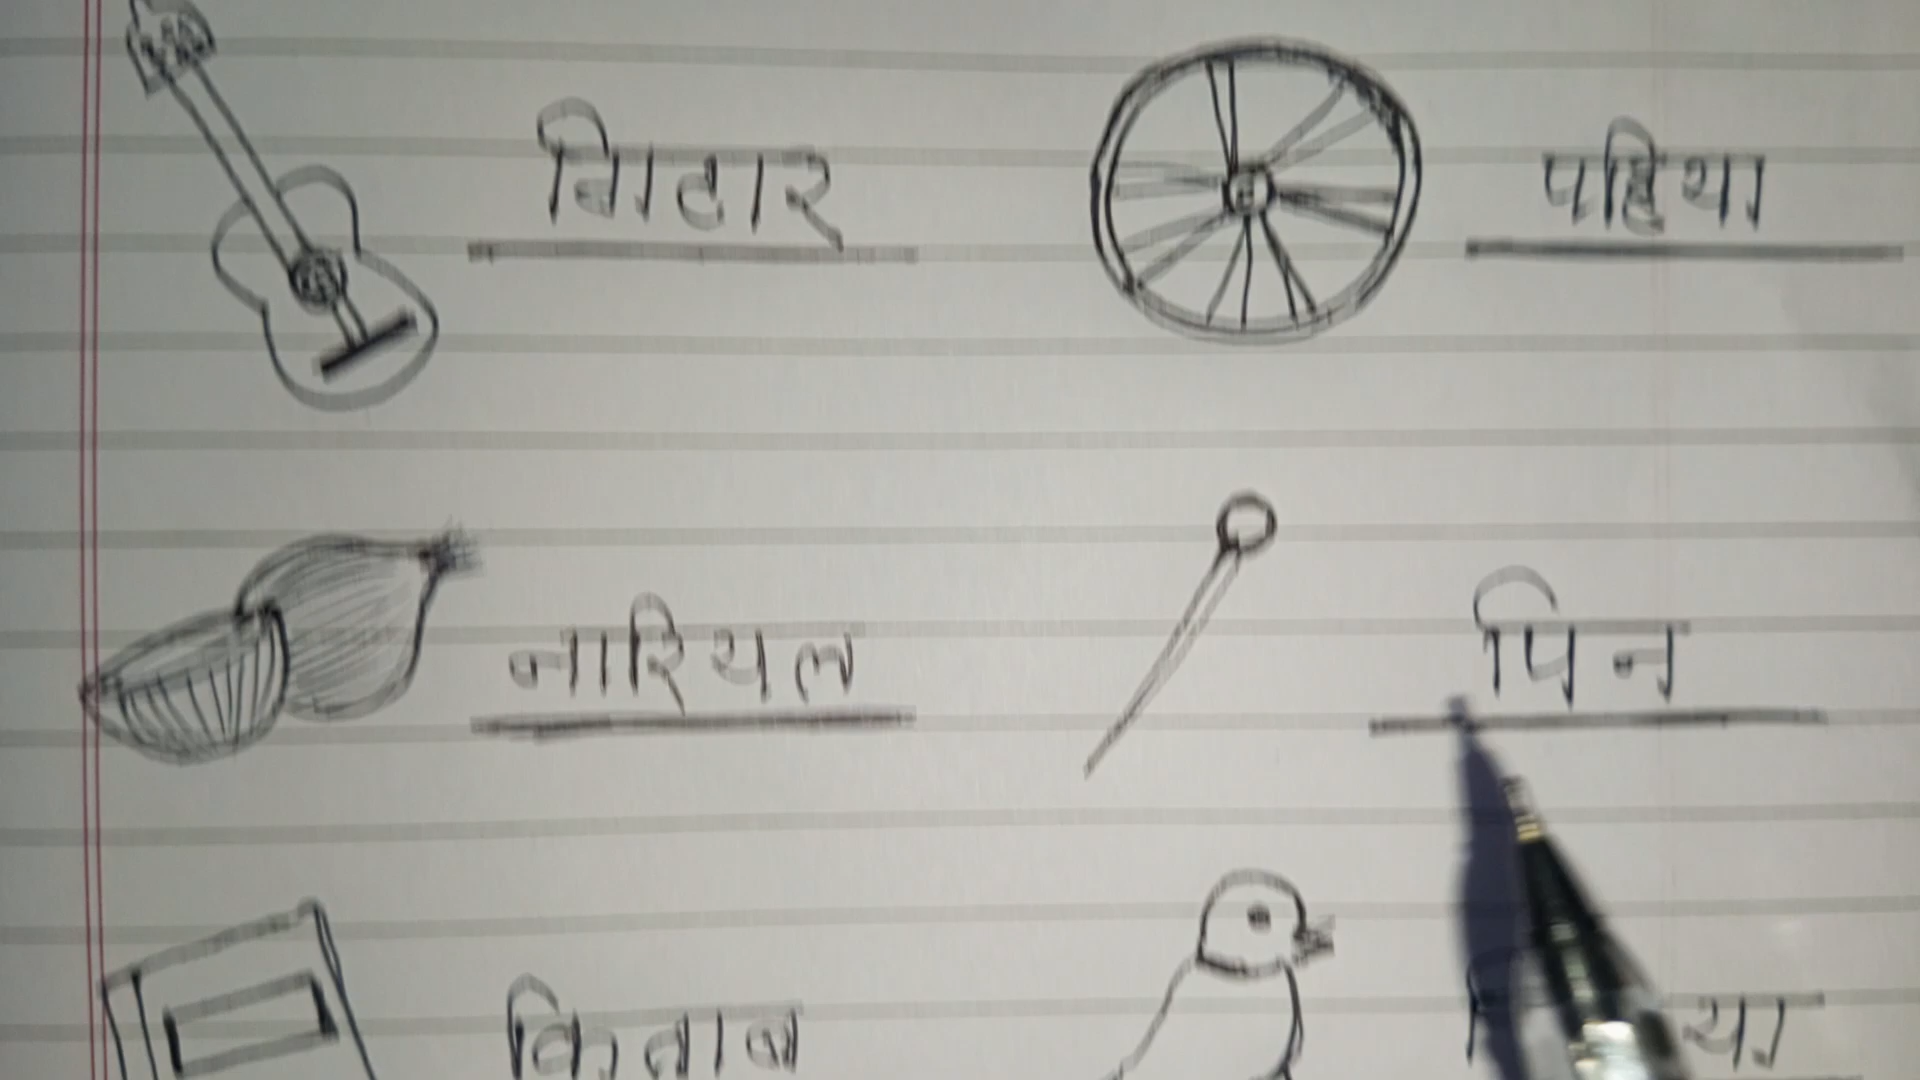 गिटार पहिया
नारियल पिन
किताब